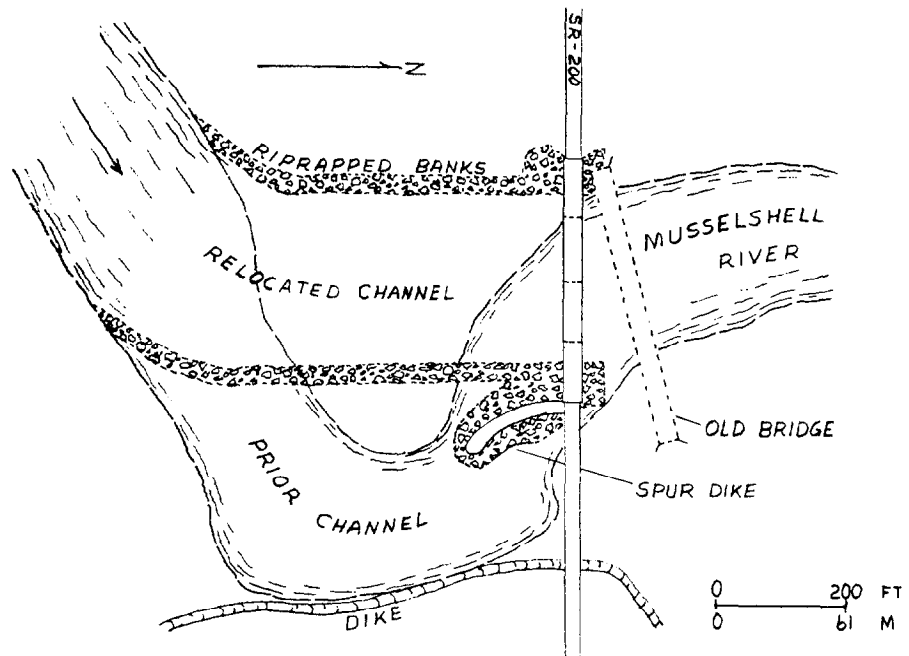 SR-200
N
RIPRAPPED BANKS
MUSSELSHELL
RIVER
RELOCATED CHANNEL
OLD BRIDGE
SPUR DIKE
PRIOR
CHANNEL
DIKE
0 200 FT
0 61 M